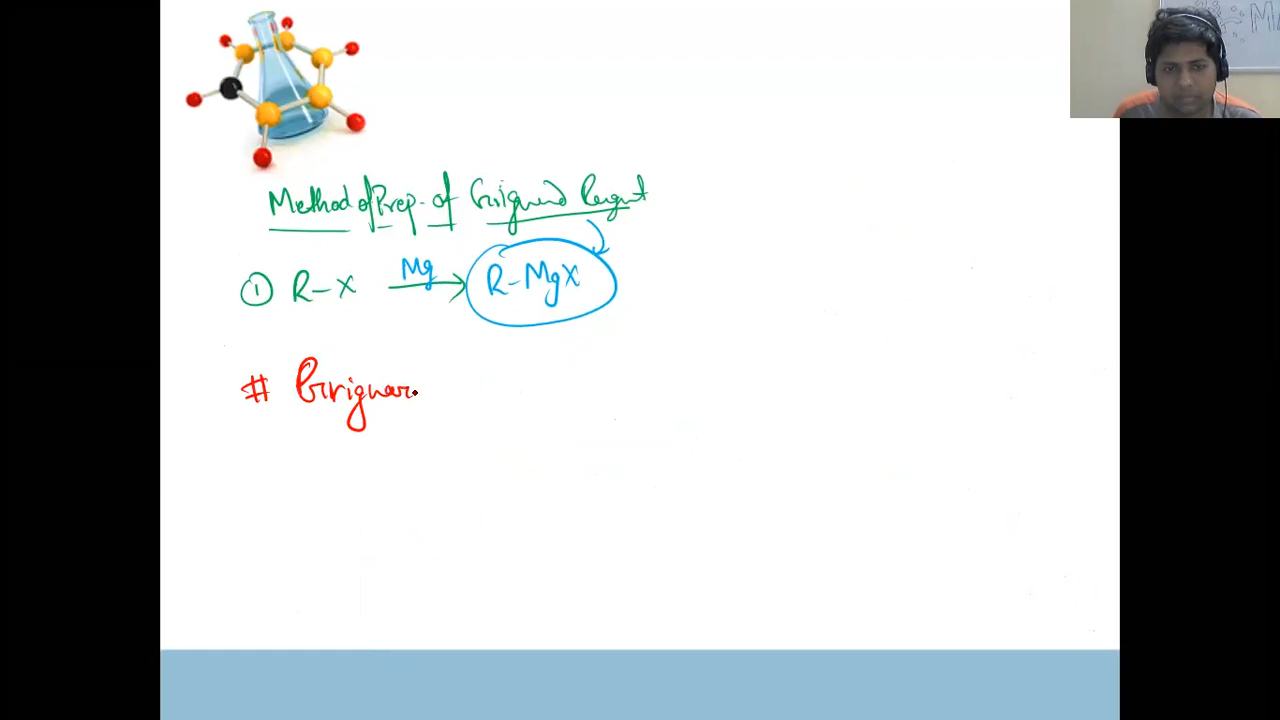 Method of Prep. of Grignard Reagent
① R-X Mg → R-MgX
# Grignar
M